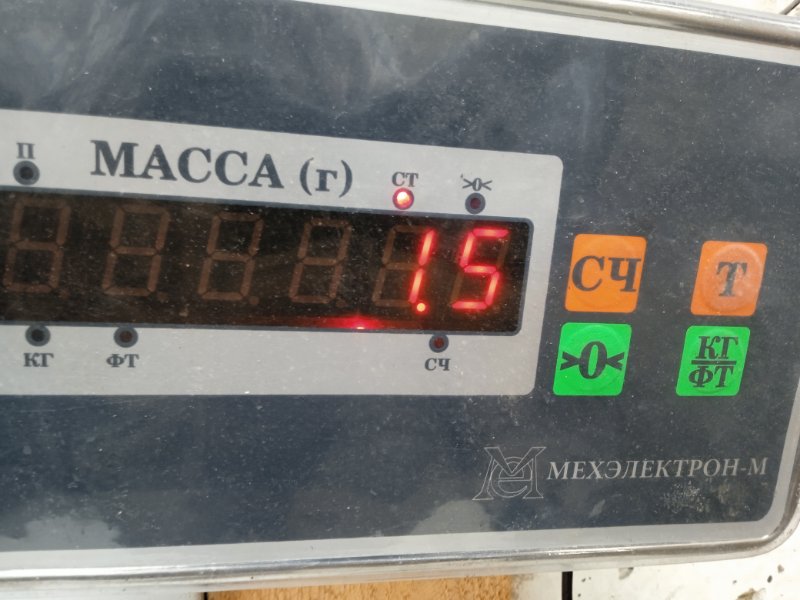 П
МАССА (г)
СТ
>0<
1.5
КГ
ФТ
СЧ
СЧ
Т
>0<
КГ
ФТ
МЕХЭЛЕКТРОН-М